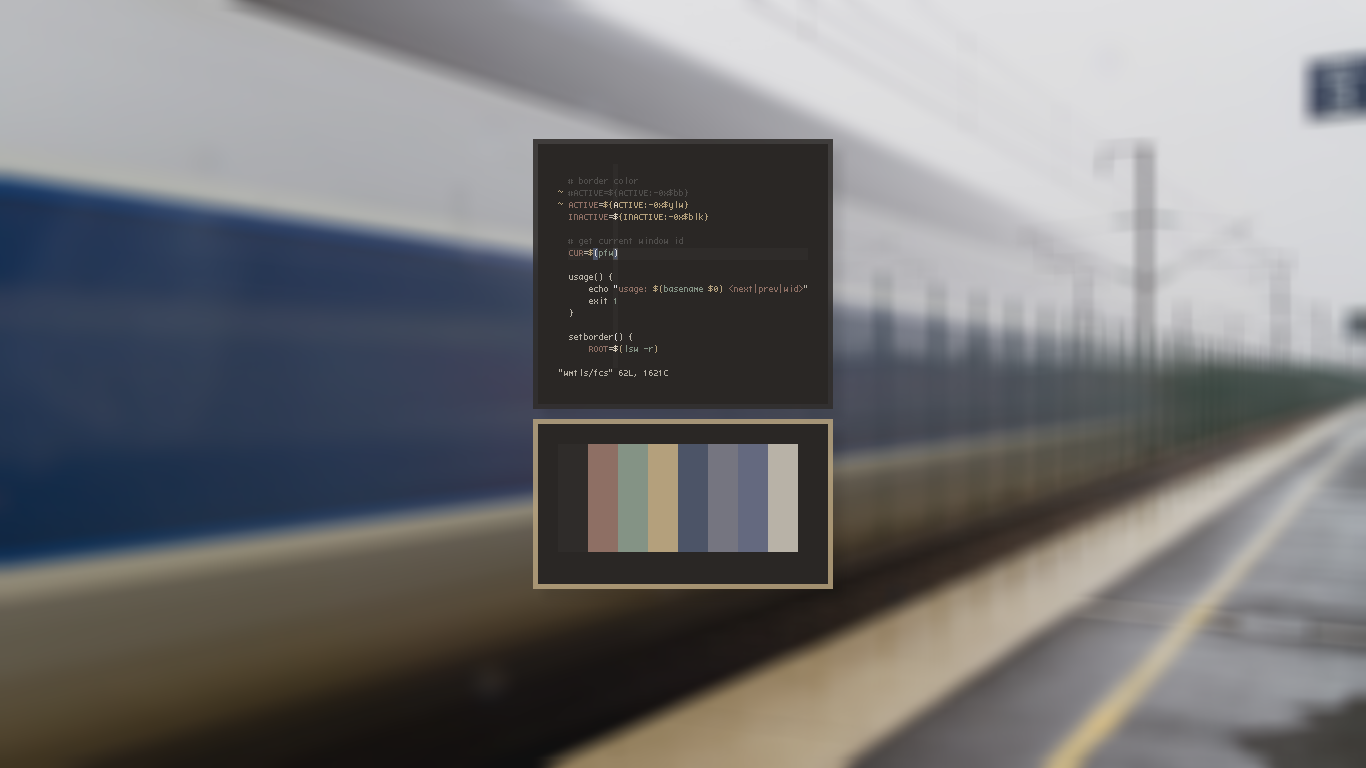 # border color
~ #ACTIVE=${ACTIVE:-0x$bb}
~ ACTIVE=${ACTIVE:-0x$ylw}
INACTIVE=${INACTIVE:-0x$blk}
# get current window id
CUR=$(pfw)
usage() {
echo "usage: $(basename $0) <next|prev|wid>"
exit 1
}
setborder() {
ROOT=$(lsw -r)
"wmtls/fcs" 62L, 1621C